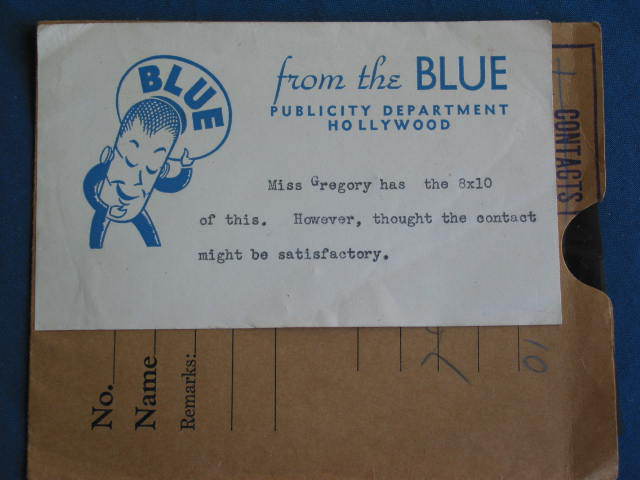 BLUE
from the BLUE
PUBLICITY DEPARTMENT
HOLLYWOOD
Miss Gregory has the 8x10
of this. However, thought the contact
might be satisfactory.
CONTACTS
No.
Name
Remarks:
10